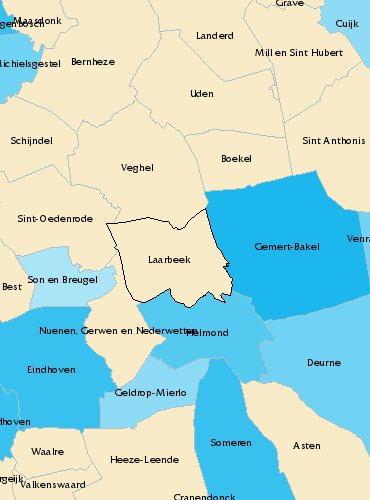 Grave
Maasdonk
Cuijk
genbosch
Landerd
Mill en Sint Hubert
Michielsgestel
Bernheze
Uden
Schijndel
Sint Anthonis
Boekel
Veghel
Sint-Oedenrode
Venra
Gemert-Bakel
Laarbeek
Son en Breugel
Best
Nuenen, Gerwen en Nederwetten
Helmond
Deurne
Eindhoven
Geldrop-Mierlo
dhoven
Someren
Asten
Waalre
Heeze-Leende
rgeijk
Valkenswaard
Cranendonck